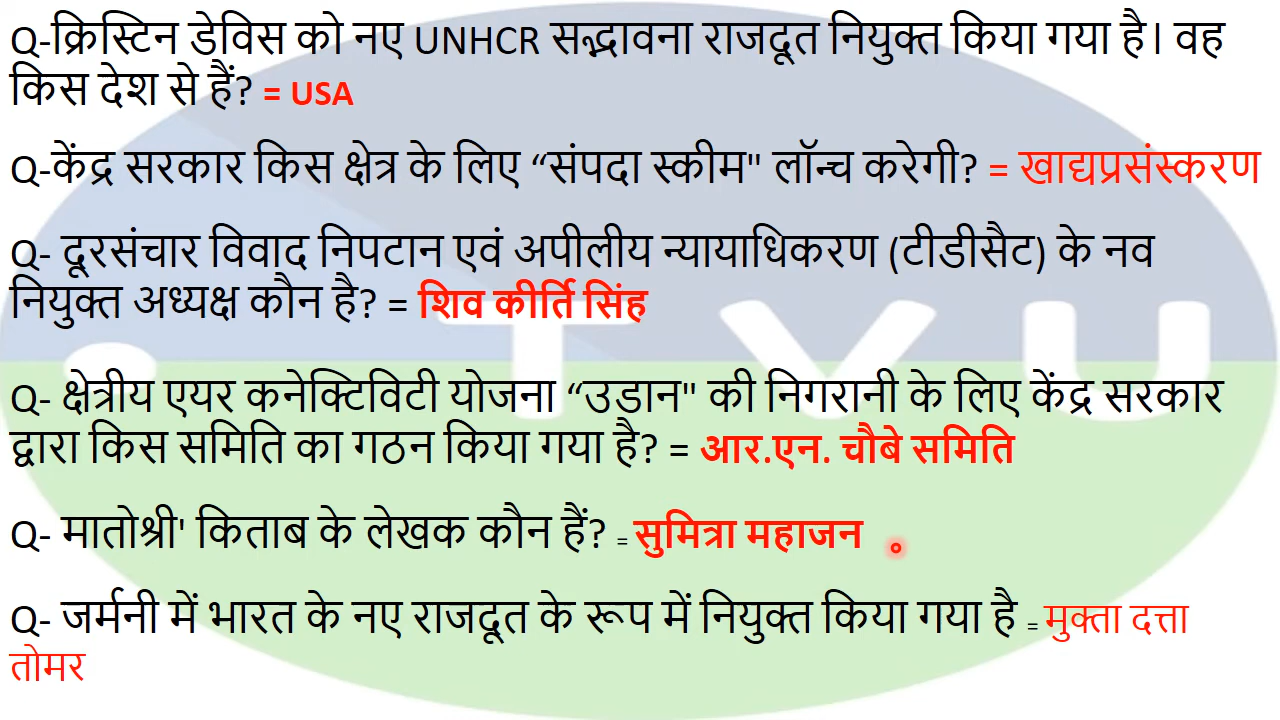 Q-क्रिस्टिन डेविस को नए UNHCR सद्भावना राजदूत नियुक्त किया गया है। वह
किस देश से हैं? = USA
Q-केंद्र सरकार किस क्षेत्र के लिए “संपदा स्कीम" लॉन्च करेगी? = खाद्यप्रसंस्करण
Q- दूरसंचार विवाद निपटान एवं अपीलीय न्यायाधिकरण (टीडीसैट) के नव
नियुक्त अध्यक्ष कौन है? = शिव कीर्ति सिंह
Q- क्षेत्रीय एयर कनेक्टिविटी योजना “उडान" की निगरानी के लिए केंद्र सरकार
द्वारा किस समिति का गठन किया गया है? = आर.एन. चौबे समिति
Q- मातोश्री' किताब के लेखक कौन हैं? = सुमित्रा महाजन
Q- जर्मनी में भारत के नए राजदूत के रूप में नियुक्त किया गया है = मुक्ता दत्ता
तोमर
TYU